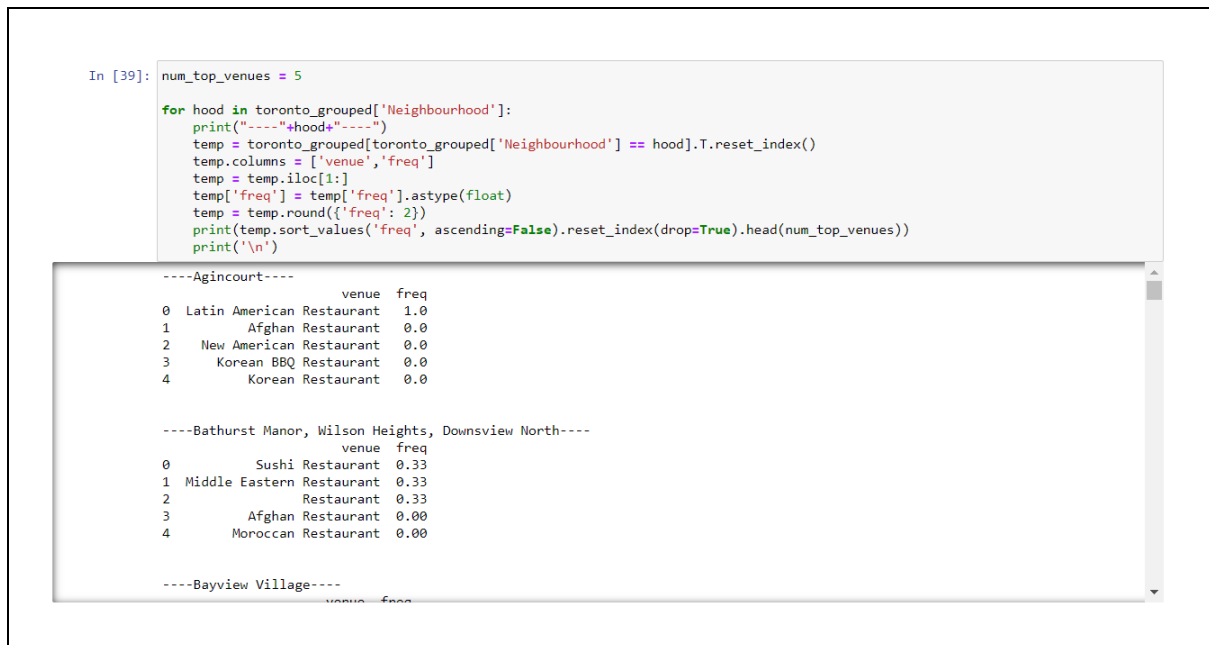 In [39]: num_top_venues = 5
for hood in toronto_grouped['Neighbourhood']:
    print("----"+hood+"----")
    temp = toronto_grouped[toronto_grouped['Neighbourhood'] == hood].T.reset_index()
    temp.columns = ['venue','freq']
    temp = temp.iloc[1:]
    temp['freq'] = temp['freq'].astype(float)
    temp = temp.round({'freq': 2})
    print(temp.sort_values('freq', ascending=False).reset_index(drop=True).head(num_top_venues))
    print('\n')
----Agincourt----
venue freq
0 Latin American Restaurant 1.0
1 Afghan Restaurant 0.0
2 New American Restaurant 0.0
3 Korean BBQ Restaurant 0.0
4 Korean Restaurant 0.0
----Bathurst Manor, Wilson Heights, Downsview North----
venue freq
0 Sushi Restaurant 0.33
1 Middle Eastern Restaurant 0.33
2 Restaurant 0.33
3 Afghan Restaurant 0.00
4 Moroccan Restaurant 0.00
----Bayview Village----
venue freq